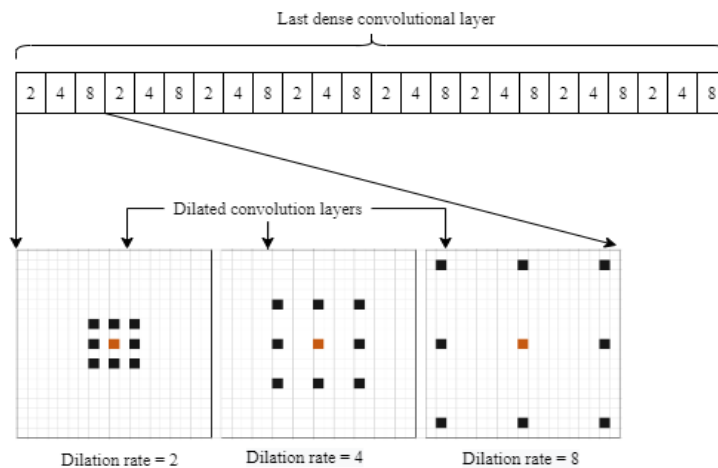 Last dense convolutional layer
2 4 8 2 4 8 2 4 8 2 4 8 2 4 8 2 4 8 2 4 8 2 4 8
Dilated convolution layers
Dilation rate = 2 Dilation rate = 4 Dilation rate = 8